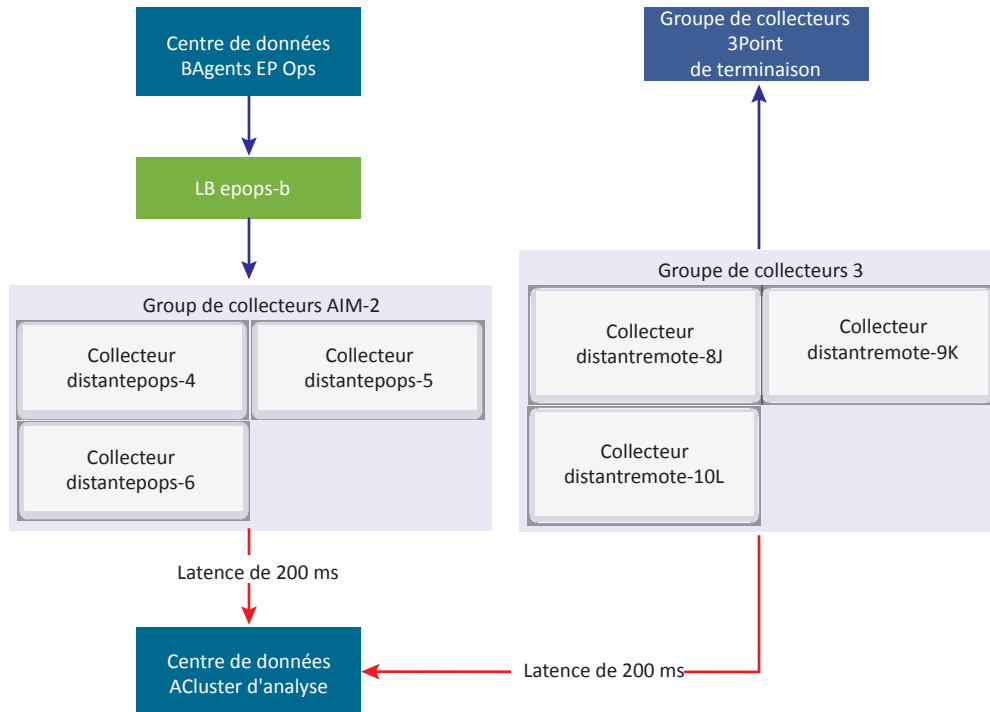 Centre de données
BAgents EP Ops
LB epops-b
Group de collecteurs AIM-2
Collecteur
distantepops-4
Collecteur
distantepops-5
Collecteur
distantepops-6
Latence de 200 ms
Centre de données
ACluster d'analyse
Groupe de collecteurs
3Point
de terminaison
Groupe de collecteurs 3
Collecteur
distantremote-8J
Collecteur
distantremote-9K
Collecteur
distantremote-10L
Latence de 200 ms